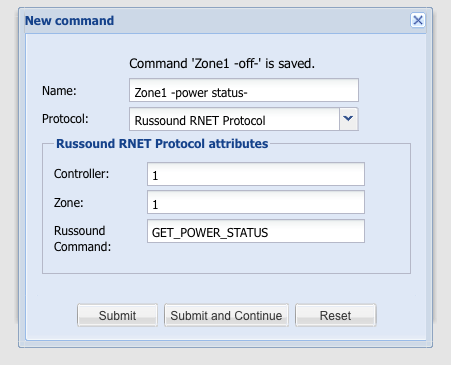 New command
Command 'Zone1 -off-' is saved.
Name: Zone1 -power status-
Protocol: Russound RNET Protocol
Russound RNET Protocol attributes
Controller: 1
Zone: 1
Russound Command: GET_POWER_STATUS
Submit Submit and Continue Reset